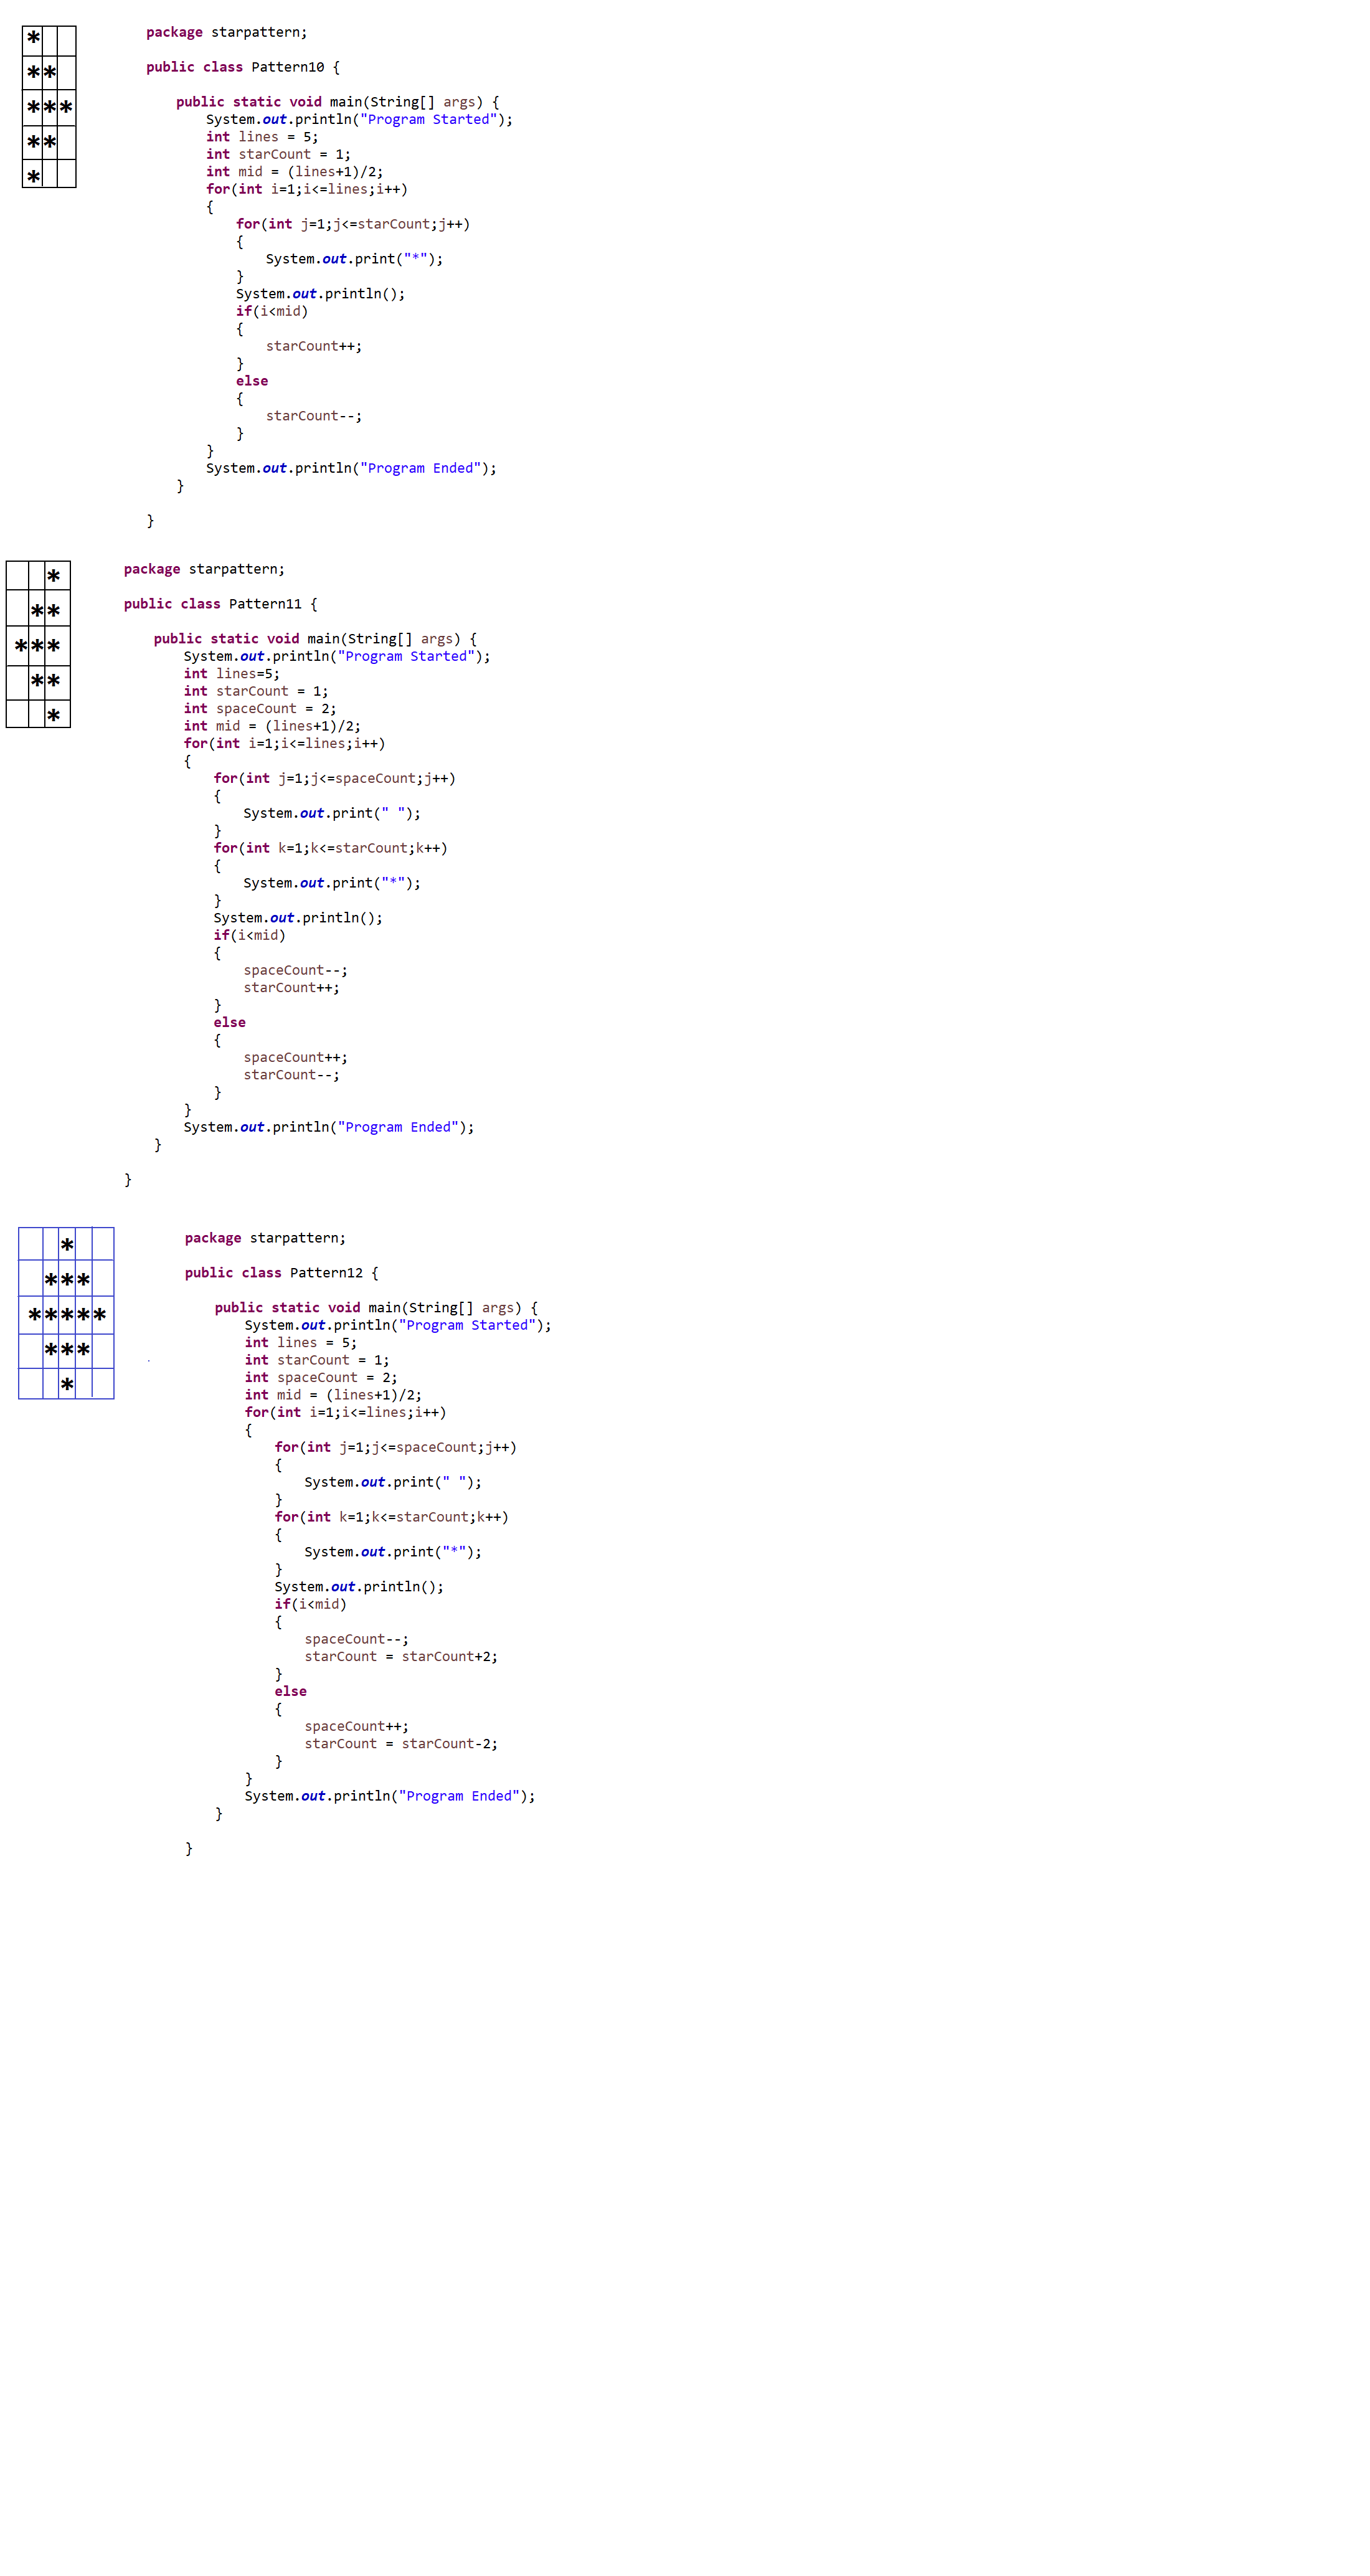 *
**
***
**
*
package starpattern;
public class Pattern10 {
public static void main(String[] args) {
System.out.println("Program Started");
int lines = 5;
int starCount = 1;
int mid = (lines+1)/2;
for(int i=1;i<=lines;i++)
{
for(int j=1;j<=starCount;j++)
{
System.out.print("*");
}
System.out.println();
if(i<mid)
{
starCount++;
}
else
{
starCount--;
}
}
System.out.println("Program Ended");
}
}
*
**
***
**
*
package starpattern;
public class Pattern11 {
public static void main(String[] args) {
System.out.println("Program Started");
int lines=5;
int starCount = 1;
int spaceCount = 2;
int mid = (lines+1)/2;
for(int i=1;i<=lines;i++)
{
for(int j=1;j<=spaceCount;j++)
{
System.out.print(" ");
}
for(int k=1;k<=starCount;k++)
{
System.out.print("*");
}
System.out.println();
if(i<mid)
{
spaceCount--;
starCount++;
}
else
{
spaceCount++;
starCount--;
}
}
System.out.println("Program Ended");
}
}
*
***
*****
***
*
package starpattern;
public class Pattern12 {
public static void main(String[] args) {
System.out.println("Program Started");
int lines = 5;
int starCount = 1;
int spaceCount = 2;
int mid = (lines+1)/2;
for(int i=1;i<=lines;i++)
{
for(int j=1;j<=spaceCount;j++)
{
System.out.print(" ");
}
for(int k=1;k<=starCount;k++)
{
System.out.print("*");
}
System.out.println();
if(i<mid)
{
spaceCount--;
starCount = starCount+2;
}
else
{
spaceCount++;
starCount = starCount-2;
}
}
System.out.println("Program Ended");
}
}